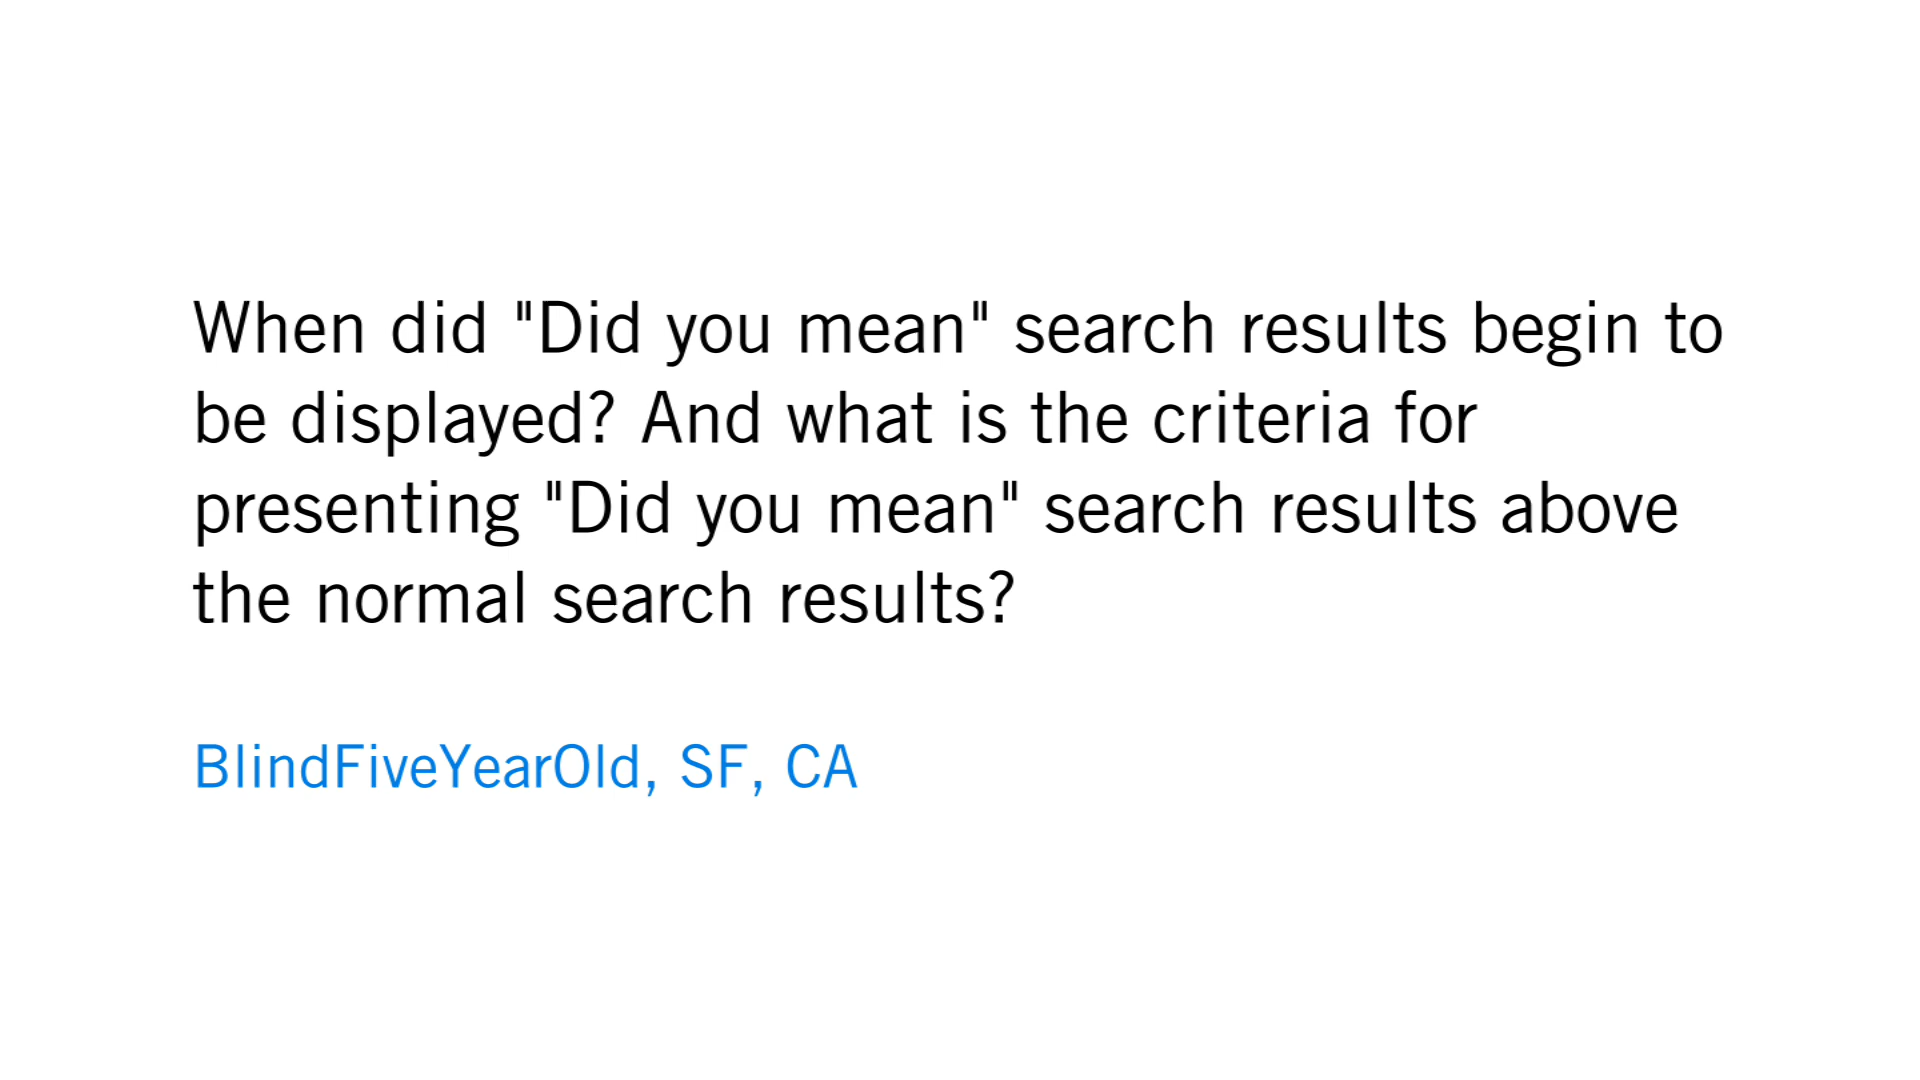 When did "Did you mean" search results begin to
be displayed? And what is the criteria for
presenting "Did you mean" search results above
the normal search results?
BlindFiveYearOld, SF, CA